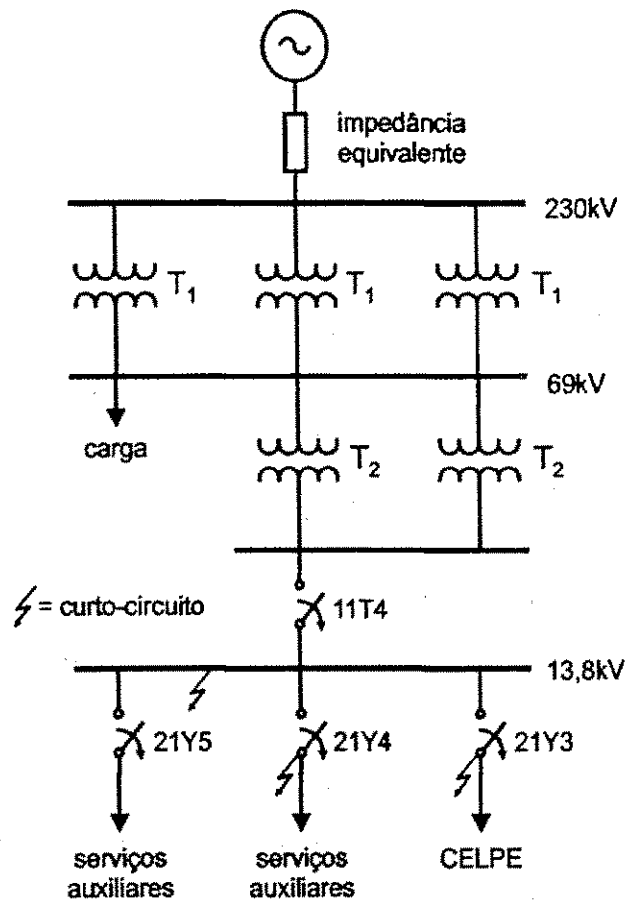 impedância
equivalente
230kV
T1
T1
T1
69kV
carga
T2
T2
= curto-circuito
11T4
13,8kV
21Y5
21Y4
21Y3
serviços
auxiliares
serviços
auxiliares
CELPE